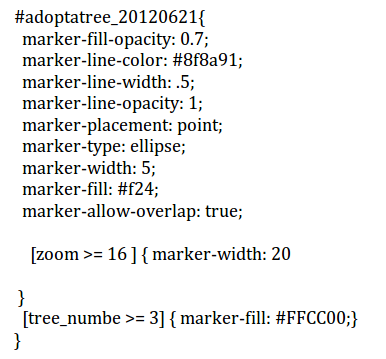 #adoptatree_20120621{
marker-fill-opacity: 0.7;
marker-line-color: #8f8a91;
marker-line-width: .5;
marker-line-opacity: 1;
marker-placement: point;
marker-type: ellipse;
marker-width: 5;
marker-fill: #f24;
marker-allow-overlap: true;
[zoom >= 16 ] { marker-width: 20
}
[tree_numbe >= 3] { marker-fill: #FFCC00;}
}